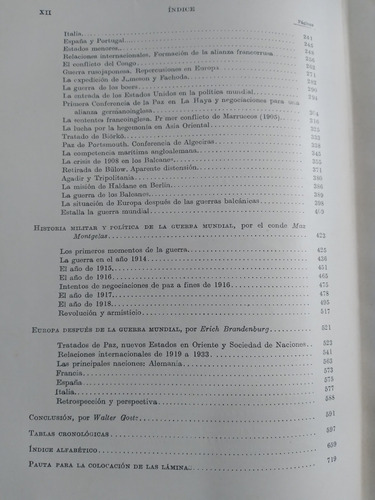 XII ÍNDICE
Páginas
Italia. 341
España y Portugal.
Estados menores.
Relaciones internacionales. Formación de la alianza francorrusa.
El conflicto del Congo.
Guerra rusojaponesa. Repercusiones en Europa
La expedición de Jameson y Fachoda.
La guerra de los boers.
La entrada de los Estados Unidos en la política mundial.
Primera Conferencia de la Paz en La Haya y negociaciones para una
alianza germanoinglesa. 304
La «entente» francoinglesa. Primer conflicto de Marruecos (1905).
La lucha por la hegemonía en Asia Oriental.
Tratado de Björkö.
Paz de Portsmouth. Conferencia de Algeciras
La competencia marítima angloalemana.
La crisis de 1908 en los Balcanes.
Retirada de Bülow. Aparente distensión.
Agadir y Tripolitania.
La misión de Haldane en Berlín.
La guerra de los Balcanes.
La situación de Europa después de las guerras balcánicas.
Estalla la guerra mundial. 403
HISTORIA MILITAR Y POLÍTICA DE LA GUERRA MUNDIAL, por el conde Max
Montgelas. 423
Los primeros momentos de la guerra. 425
La guerra en el año 1914 436
El año de 1915. 451
El año de 1916. 465
Intentos de negociaciones de paz a fines de 1916. 475
El año de 1917. 478
El año de 1918. 495
Revolución y armisticio. 517
EUROPA DESPUÉS DE LA GUERRA MUNDIAL, por Erich Brandenburg 521
Tratados de Paz, nuevos Estados en Oriente y Sociedad de Naciones. 522
Relaciones internacionales de 1919 a 1933. 541
Las principales naciones: Alemania. 562
Francia. 573
España. 575
Italia. 577
Retrospección y perspectiva. 588
CONCLUSIÓN, por Walter Goetz. 591
TABLAS CRONOLÓGICAS. 597
ÍNDICE ALFABÉTICO. 659
PAUTA PARA LA COLOCACIÓN DE LAS LÁMINAS. 719